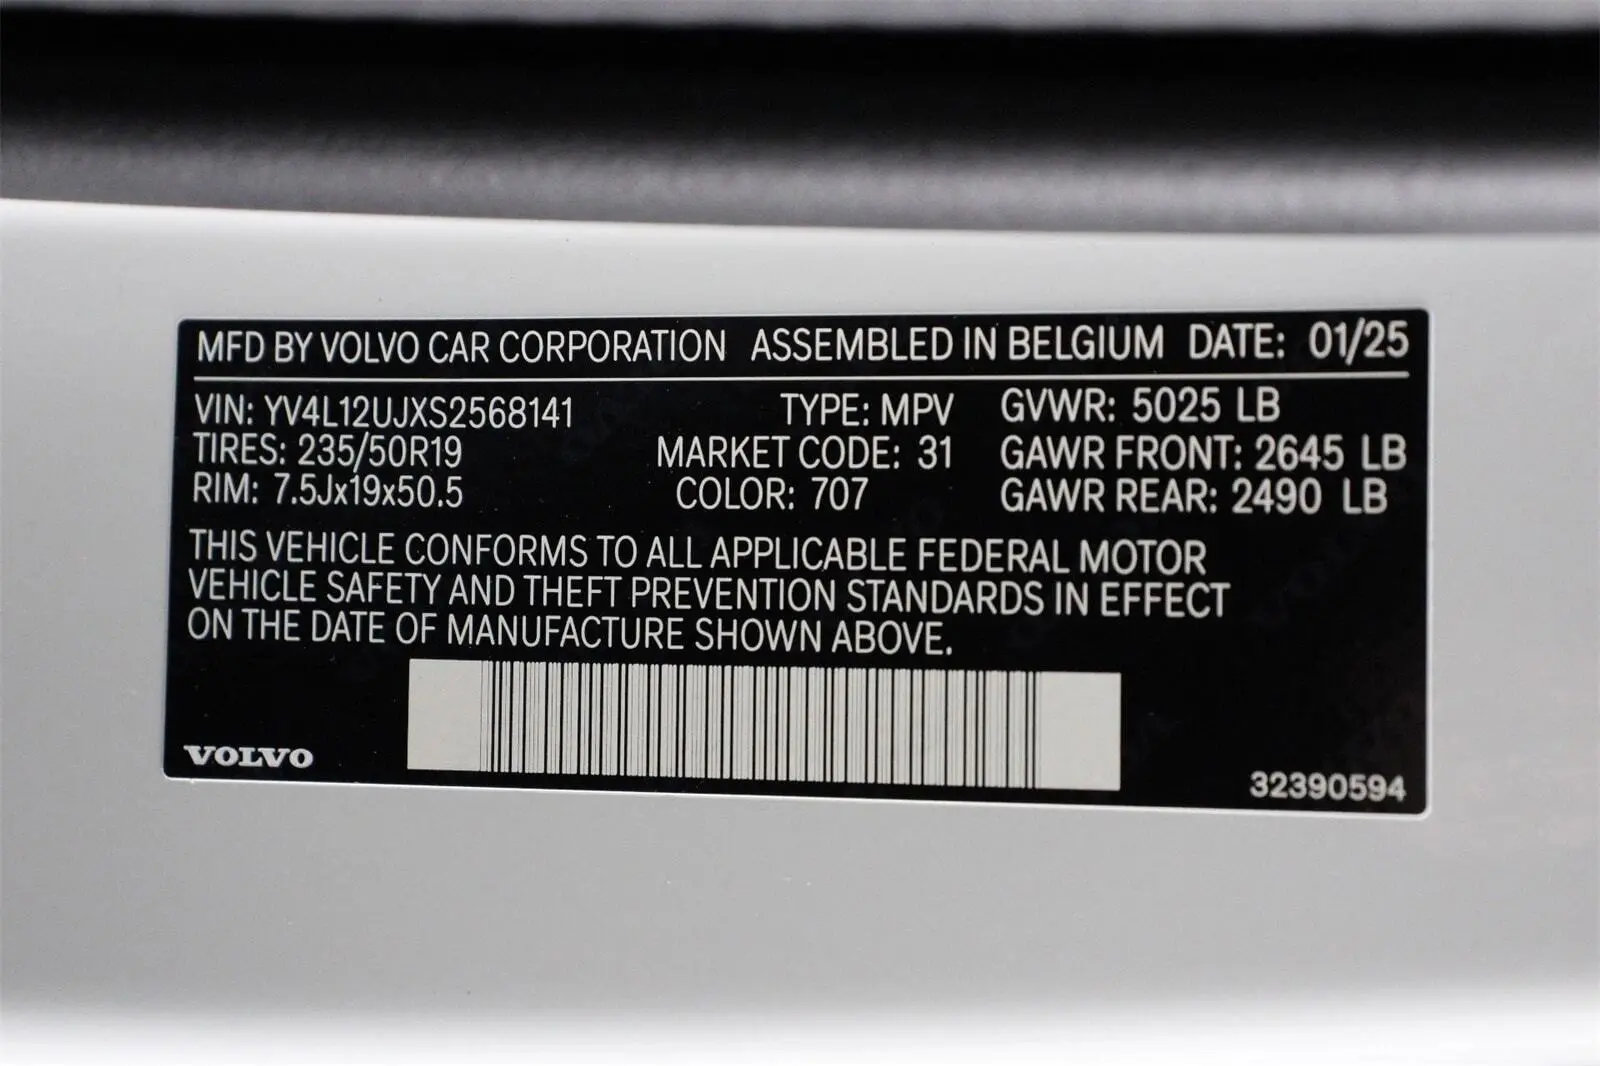 MFD BY VOLVO CAR CORPORATION ASSEMBLED IN BELGIUM DATE: 01/25
VIN: YV4L12UJXS2568141 TYPE: MPV GVWR: 5025 LB
TIRES: 235/50R19 MARKET CODE: 31 GAWR FRONT: 2645 LB
RIM: 7.5Jx19x50.5 COLOR: 707 GAWR REAR: 2490 LB
THIS VEHICLE CONFORMS TO ALL APPLICABLE FEDERAL MOTOR
VEHICLE SAFETY AND THEFT PREVENTION STANDARDS IN EFFECT
ON THE DATE OF MANUFACTURE SHOWN ABOVE.
VOLVO 32390594